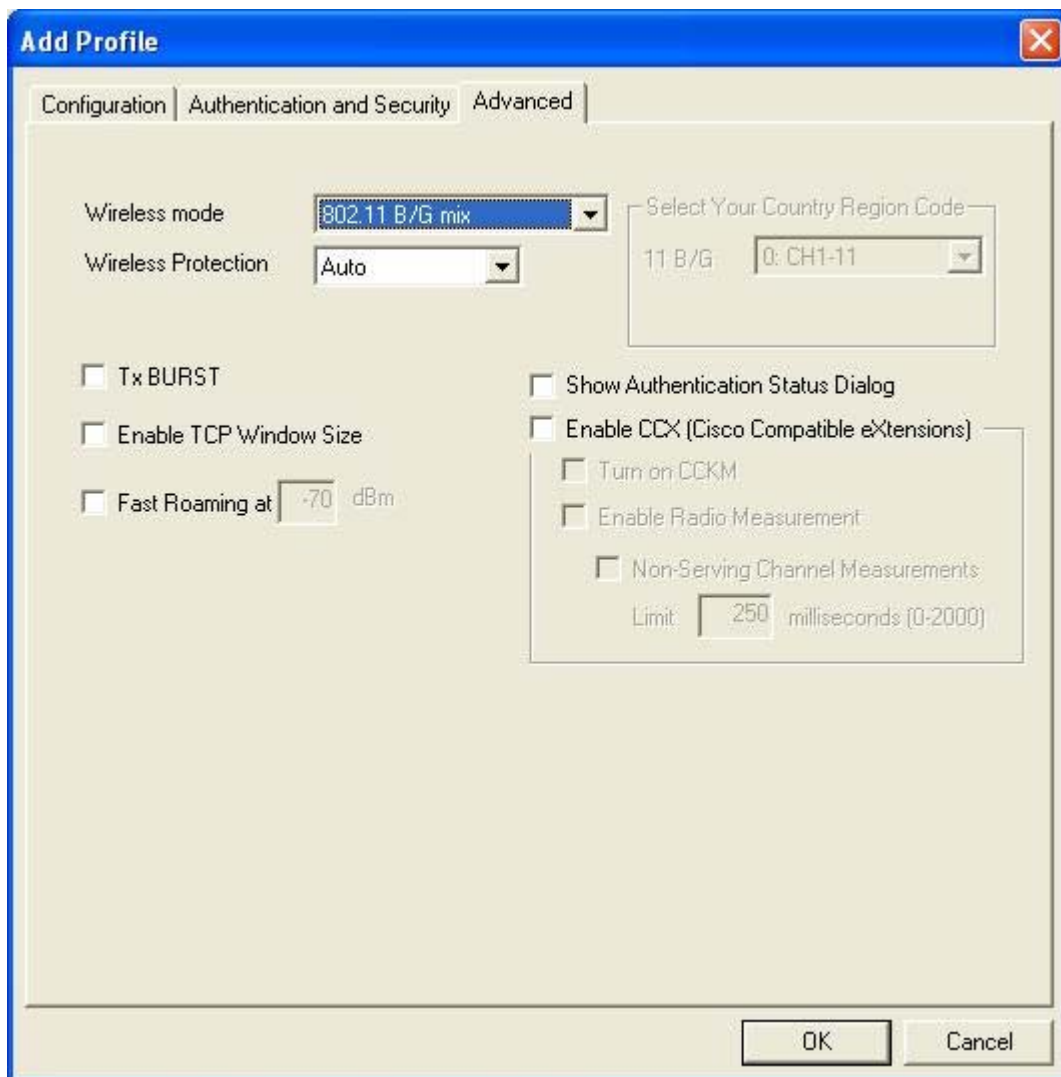 Add Profile
Configuration
Authentication and Security
Advanced
Wireless mode
802.11 B/G mix
Wireless Protection
Auto
Select Your Country Region Code
11 B/G
0: CH1-11
Tx BURST
Enable TCP Window Size
Fast Roaming at -70 dBm
Show Authentication Status Dialog
Enable CCX (Cisco Compatible eXtensions)
Turn on CCKM
Enable Radio Measurement
Non-Serving Channel Measurements
Limit 250 milliseconds (0-2000)
OK
Cancel